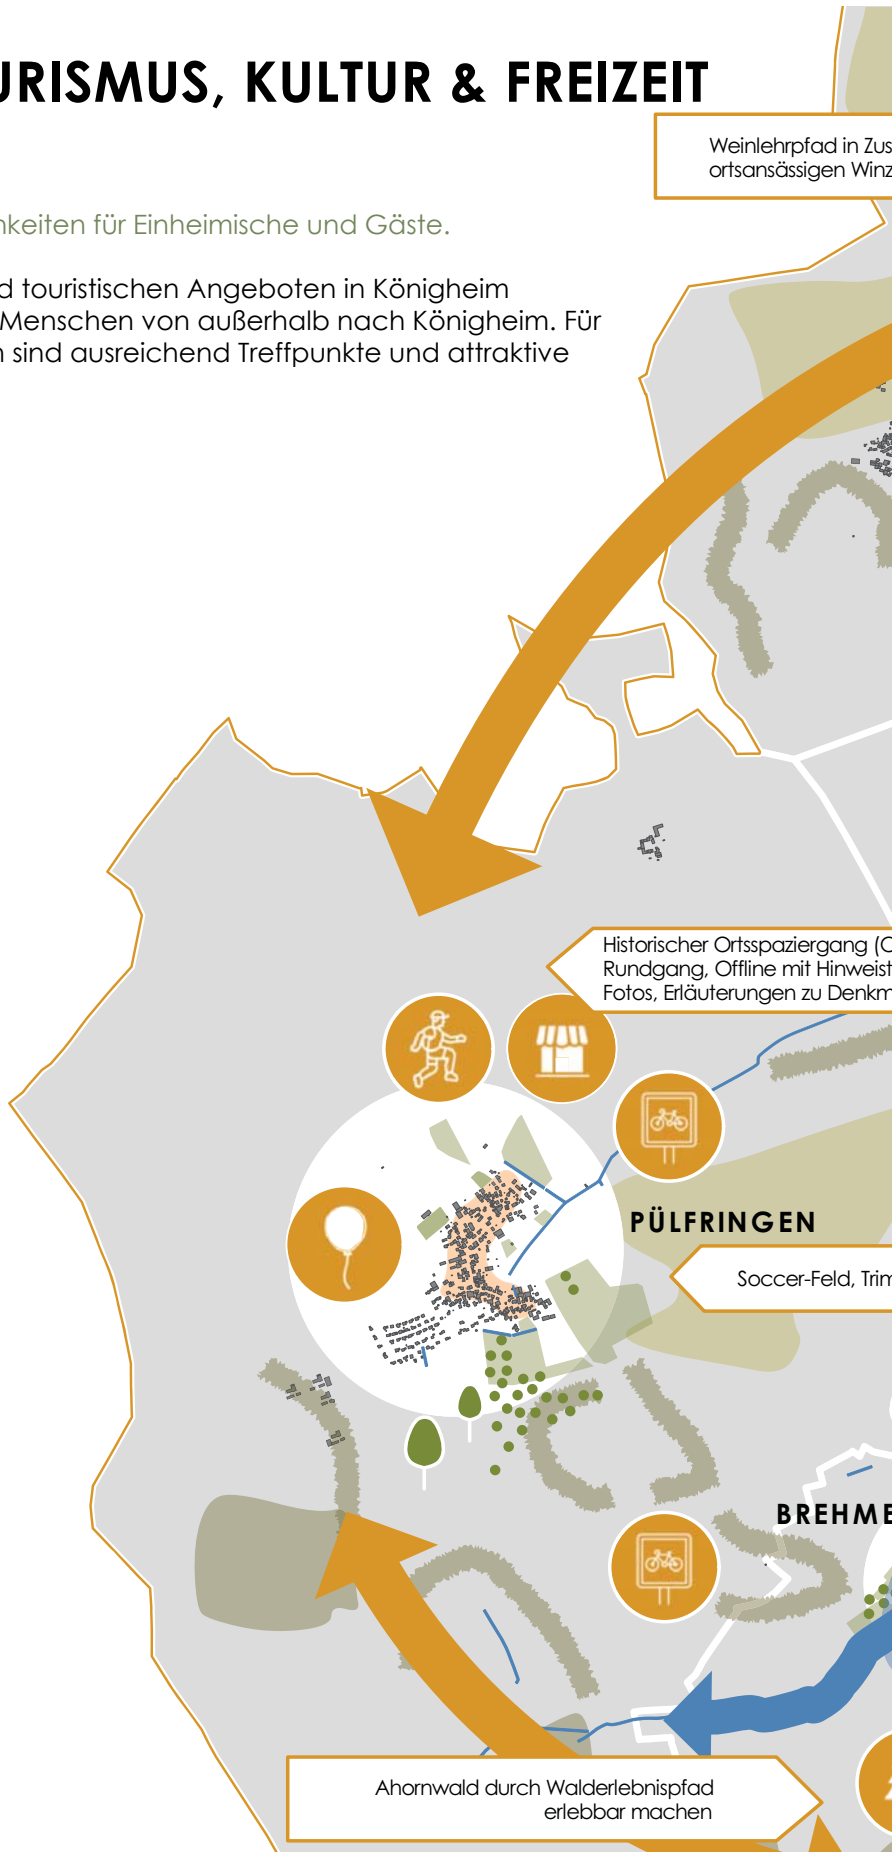 URISMUS, KULTUR & FREIZEIT
Weinlehrpfad in Zus
ortsansässigen Winz
hkeiten für Einheimische und Gäste.
d touristischen Angeboten in Königheim
Menschen von außerhalb nach Königheim. Für
n sind ausreichend Treffpunkte und attraktive
Historischer Ortsspaziergang (O
Rundgang, Offline mit Hinweist
Fotos, Erläuterungen zu Denkm
PÜLFRINGEN
Soccer-Feld, Trim
BREHME
Ahornwald durch Walderlebnispfad
erlebbar machen